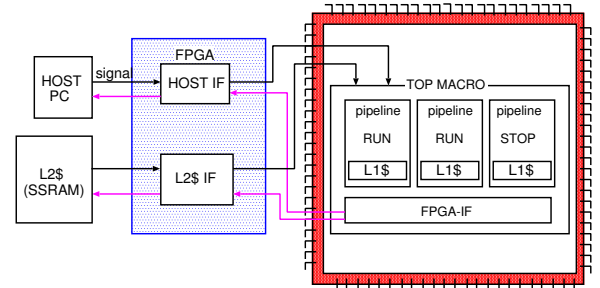 FPGA
HOST
PC
signal
HOST IF
TOP MACRO
pipeline
RUN
L1$
pipeline
RUN
L1$
pipeline
STOP
L1$
L2$
(SSRAM)
L2$ IF
FPGA-IF